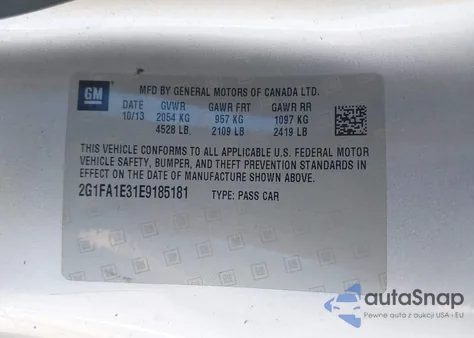 GM
MFD BY GENERAL MOTORS OF CANADA LTD.
DATE GVWR GAWR FRT GAWR RR
10/13 2054 KG 957 KG 1097 KG
4528 LB. 2109 LB 2419 LB
THIS VEHICLE CONFORMS TO ALL APPLICABLE U.S. FEDERAL MOTOR
VEHICLE SAFETY, BUMPER, AND THEFT PREVENTION STANDARDS IN
EFFECT ON THE DATE OF MANUFACTURE SHOWN ABOVE.
2G1FA1E31E9185181 TYPE: PASS CAR
autoSnap
Pewne auta z aukcji USA - EU